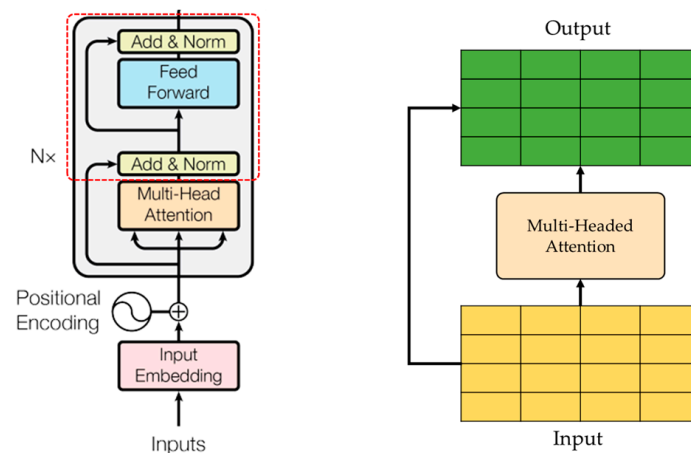 Add & Norm
Feed
Forward
N×
Add & Norm
Multi-Head
Attention
Positional
Encoding
Input
Embedding
Inputs
Output
Multi-Headed
Attention
Input